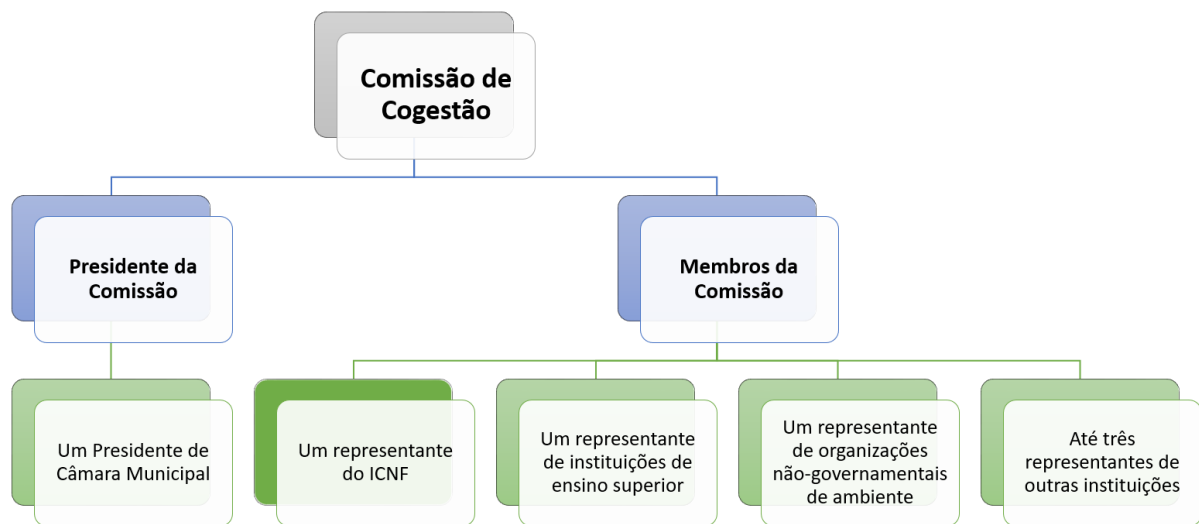 Comissão de
Cogestão
Presidente da
Comissão
Membros da
Comissão
Um Presidente de
Câmara Municipal
Um representante
do ICNF
Um representante
de instituições de
ensino superior
Um representante
de organizações
não-governamentais
de ambiente
Até três
representantes de
outras instituições